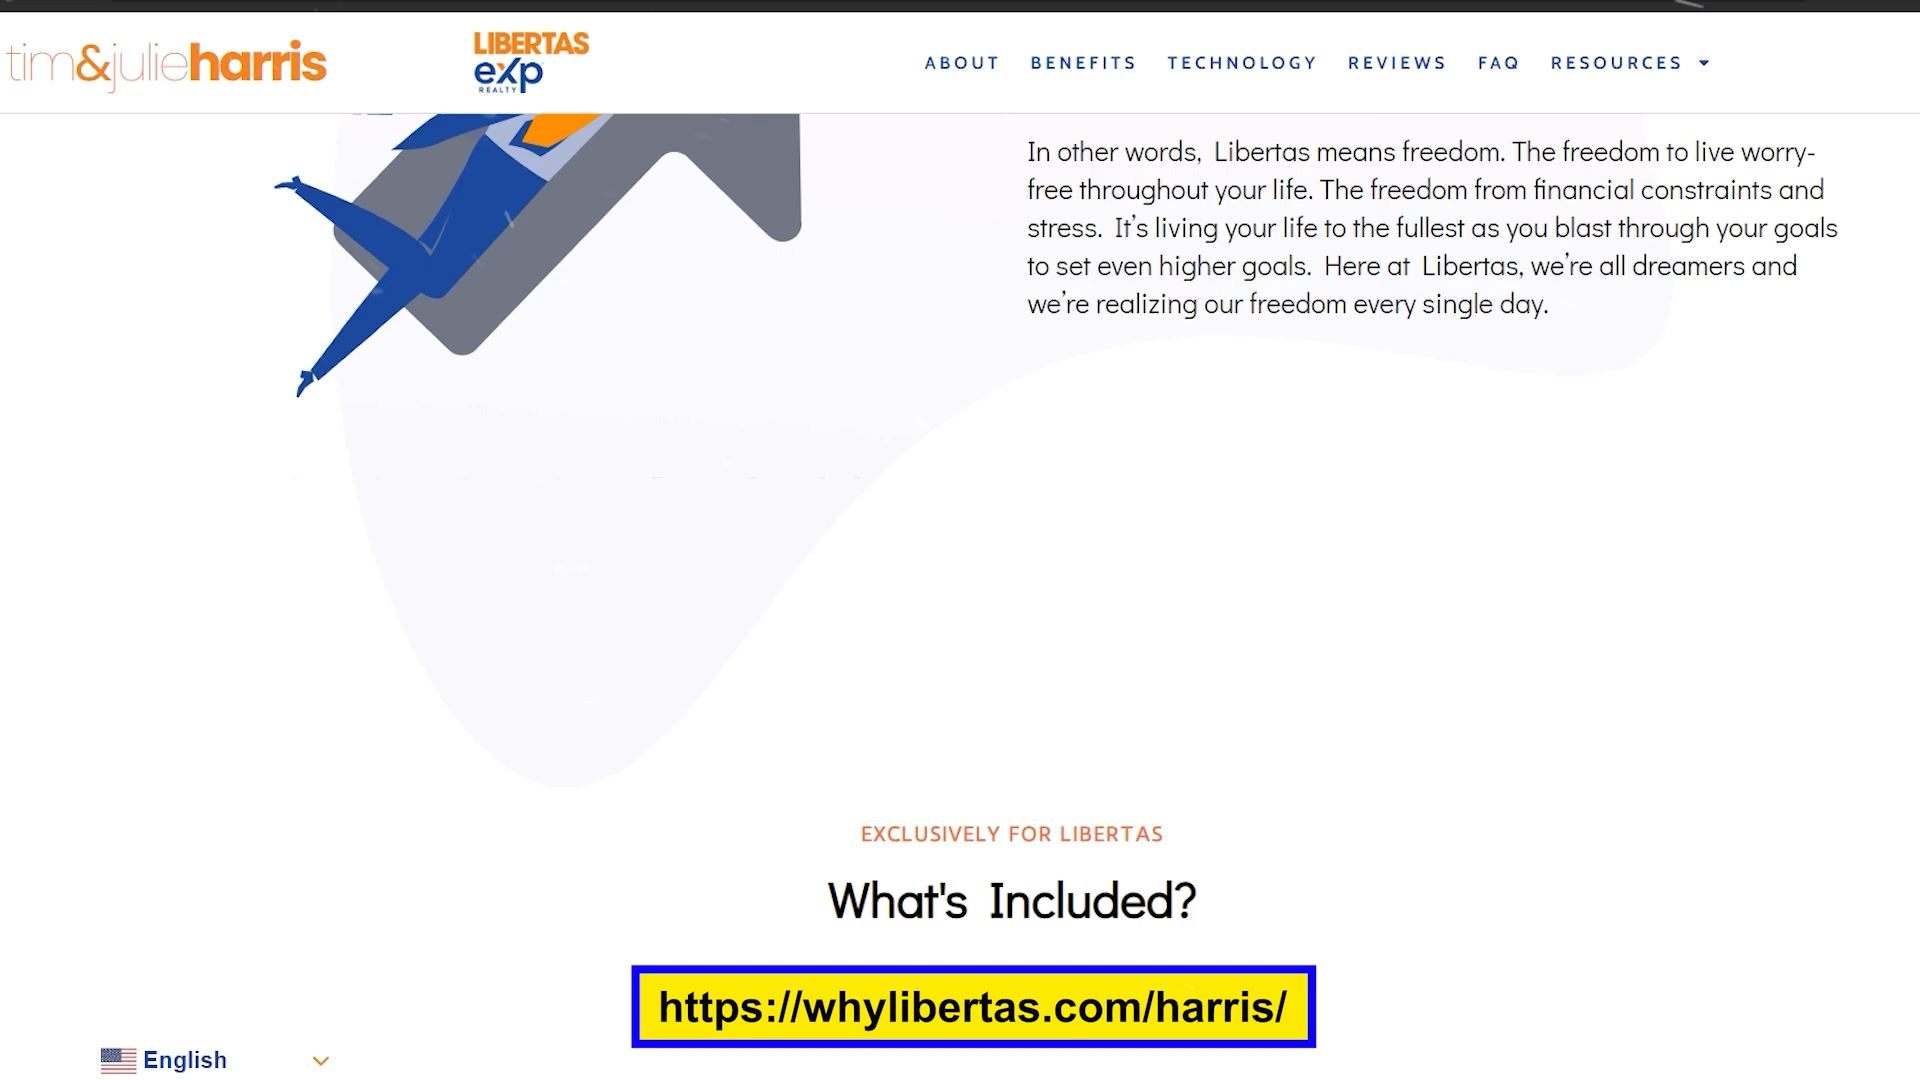 tim&julieharris
LIBERTAS
eXp
REALTY
ABOUT BENEFITS TECHNOLOGY REVIEWS FAQ RESOURCES
In other words, Libertas means freedom. The freedom to live worry-
free throughout your life. The freedom from financial constraints and
stress. It's living your life to the fullest as you blast through your goals
to set even higher goals. Here at Libertas, we're all dreamers and
we're realizing our freedom every single day.
EXCLUSIVELY FOR LIBERTAS
What's Included?
https://whylibertas.com/harris/
English